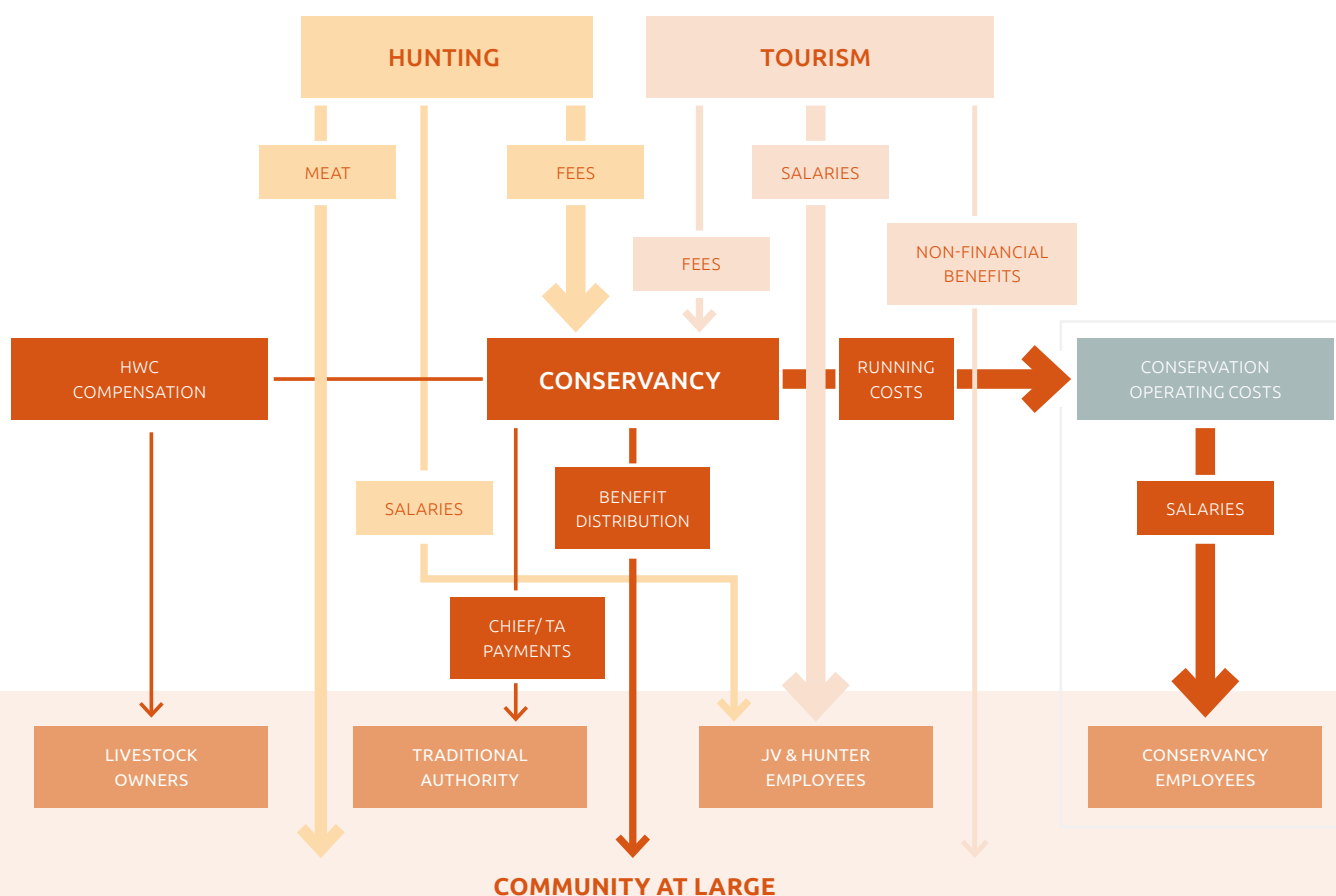 HUNTING
TOURISM
MEAT
FEES
SALARIES
FEES
NON-FINANCIAL
BENEFITS
HWC
COMPENSATION
CONSERVANCY
RUNNING
COSTS
CONSERVATION
OPERATING COSTS
SALARIES
BENEFIT
DISTRIBUTION
SALARIES
CHIEF/ TA
PAYMENTS
LIVESTOCK
OWNERS
TRADITIONAL
AUTHORITY
JV & HUNTER
EMPLOYEES
CONSERVANCY
EMPLOYEES
COMMUNITY AT LARGE